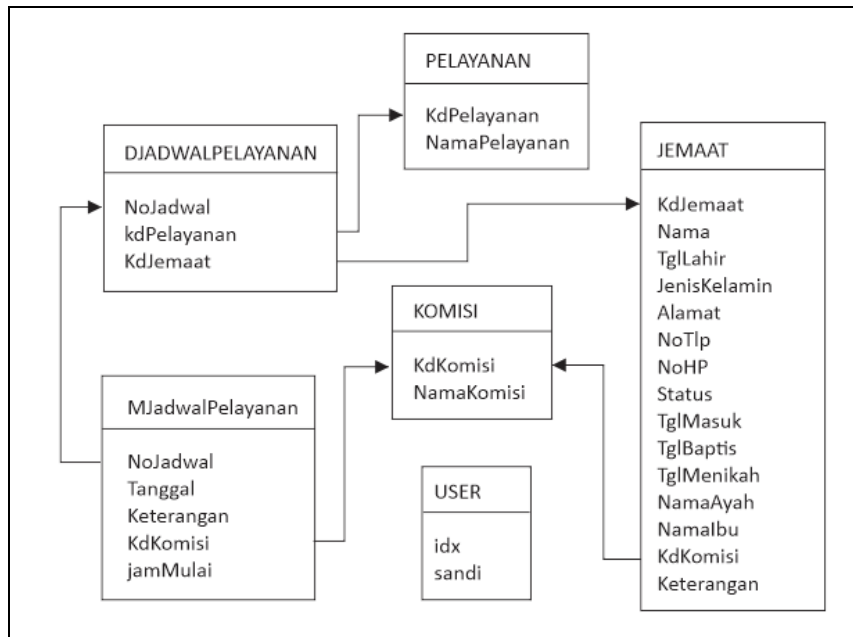 PELAYANAN
KdPelayanan
NamaPelayanan
DJADWALPELAYANAN
NoJadwal
kdPelayanan
KdJemaat
JEMAAT
KdJemaat
Nama
TglLahir
JenisKelamin
Alamat
NoTlp
NoHP
Status
TglMasuk
TglBaptis
TglMenikah
NamaAyah
NamaIbu
KdKomisi
Keterangan
KOMISI
KdKomisi
NamaKomisi
MJadwalPelayanan
NoJadwal
Tanggal
Keterangan
KdKomisi
jamMulai
USER
idx
sandi